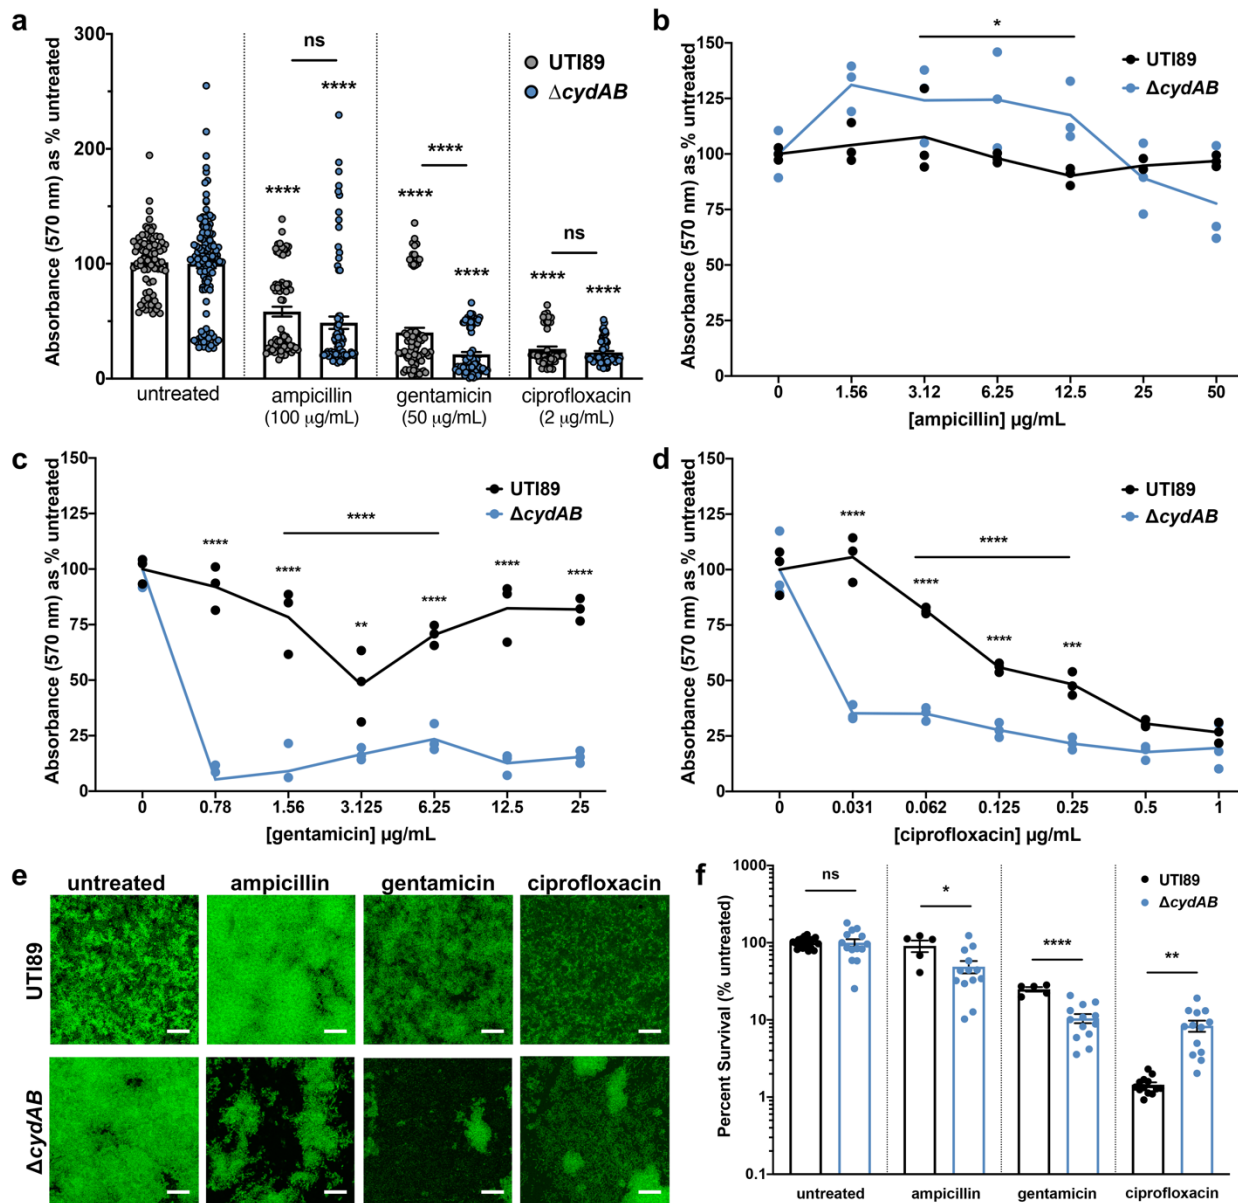 a
Absorbance (570 nm) as % untreated
300
200
100
0
ns
****
****
****
****
****
ns
****
****
UTI89
ΔcydAB
untreated
ampicillin
(100 µg/mL)
gentamicin
(50 µg/mL)
ciprofloxacin
(2 µg/mL)
b
Absorbance (570 nm) as % untreated
150
125
100
75
50
25
0
*
UTI89
ΔcydAB
0 1.56 3.12 6.25 12.5 25 50
[ampicillin] µg/mL
c
Absorbance (570 nm) as % untreated
150
125
100
75
50
25
0
UTI89
ΔcydAB
****
**** **** ** **** **** ****
0 0.78 1.56 3.125 6.25 12.5 25
[gentamicin] µg/mL
d
Absorbance (570 nm) as % untreated
150
125
100
75
50
25
0
UTI89
ΔcydAB
****
**** **** **** ***
0 0.031 0.062 0.125 0.25 0.5 1
[ciprofloxacin] µg/mL
e
untreated ampicillin gentamicin ciprofloxacin
UTI89
ΔcydAB
f
Percent Survival (% untreated)
1000
100
10
1
0.1
ns
*
****
**
UTI89
ΔcydAB
untreated ampicillin gentamicin ciprofloxacin